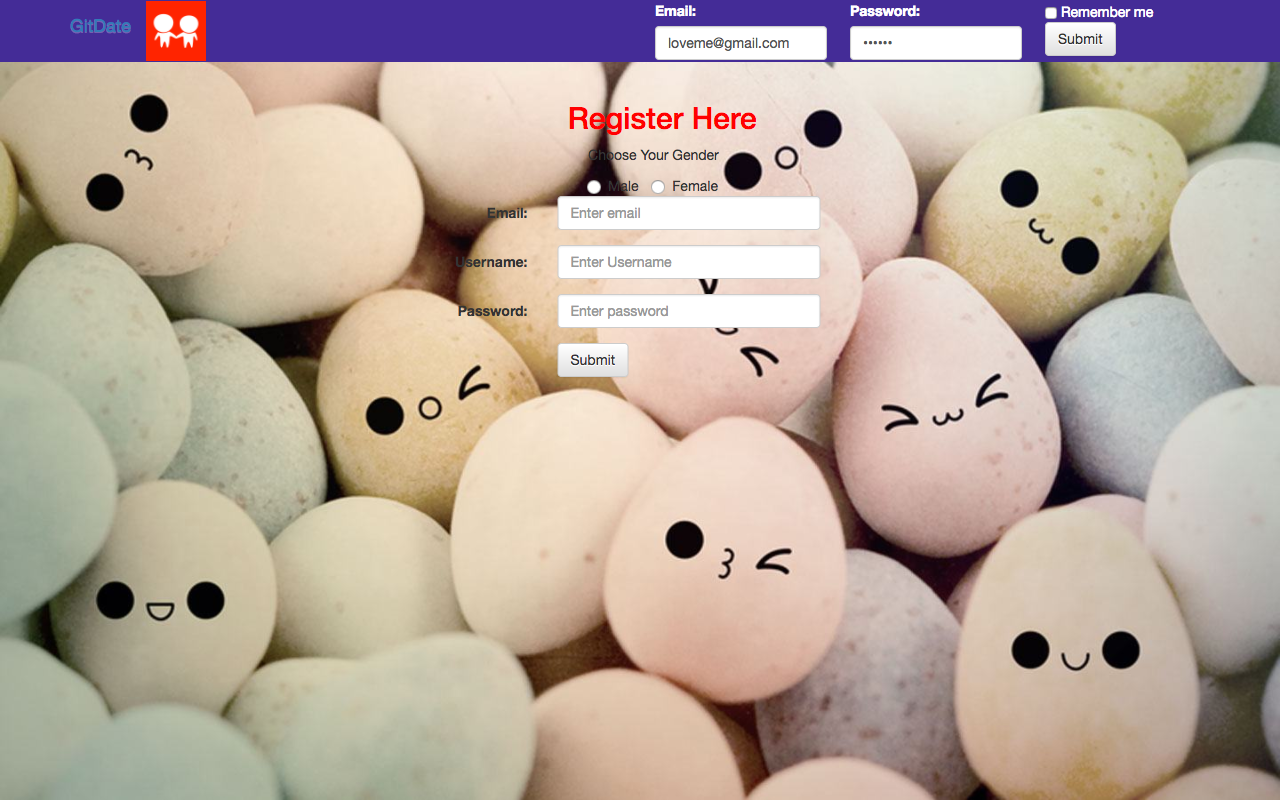 GitDate
Email:
loveme@gmail.com
Password:
••••••
Remember me
Submit
Register Here
Choose Your Gender
Male Female
Email: Enter email
Username: Enter Username
Password: Enter password
Submit